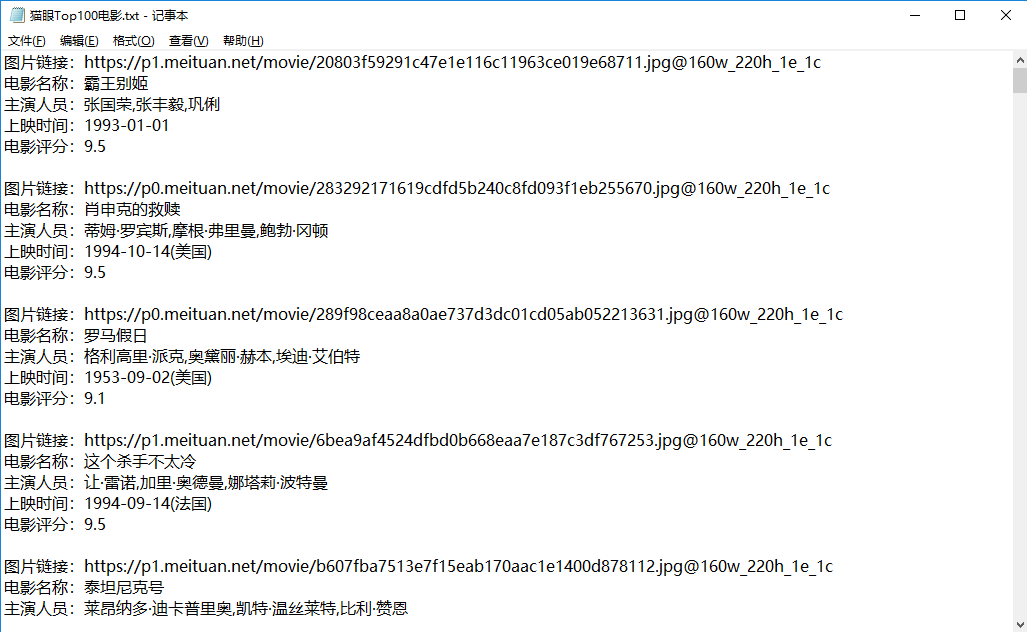 猫眼Top100电影.txt - 记事本
文件(F) 编辑(E) 格式(O) 查看(V) 帮助(H)
图片链接：https://p1.meituan.net/movie/20803f59291c47e1e116c11963ce019e68711.jpg@160w_220h_1e_1c
电影名称：霸王别姬
主演人员：张国荣,张丰毅,巩俐
上映时间：1993-01-01
电影评分：9.5
图片链接：https://p0.meituan.net/movie/283292171619cdfd5b240c8fd093f1eb255670.jpg@160w_220h_1e_1c
电影名称：肖申克的救赎
主演人员：蒂姆·罗宾斯,摩根·弗里曼,鲍勃·冈顿
上映时间：1994-10-14(美国)
电影评分：9.5
图片链接：https://p0.meituan.net/movie/289f98ceaa8a0ae737d3dc01cd05ab052213631.jpg@160w_220h_1e_1c
电影名称：罗马假日
主演人员：格利高里·派克,奥黛丽·赫本,埃迪·艾伯特
上映时间：1953-09-02(美国)
电影评分：9.1
图片链接：https://p1.meituan.net/movie/6bea9af4524dfbd0b668eaa7e187c3df767253.jpg@160w_220h_1e_1c
电影名称：这个杀手不太冷
主演人员：让·雷诺,加里·奥德曼,娜塔莉·波特曼
上映时间：1994-09-14(法国)
电影评分：9.5
图片链接：https://p1.meituan.net/movie/b607fba7513e7f15eab170aac1e1400d878112.jpg@160w_220h_1e_1c
电影名称：泰坦尼克号
主演人员：莱昂纳多·迪卡普里奥,凯特·温丝莱特,比利·赞恩